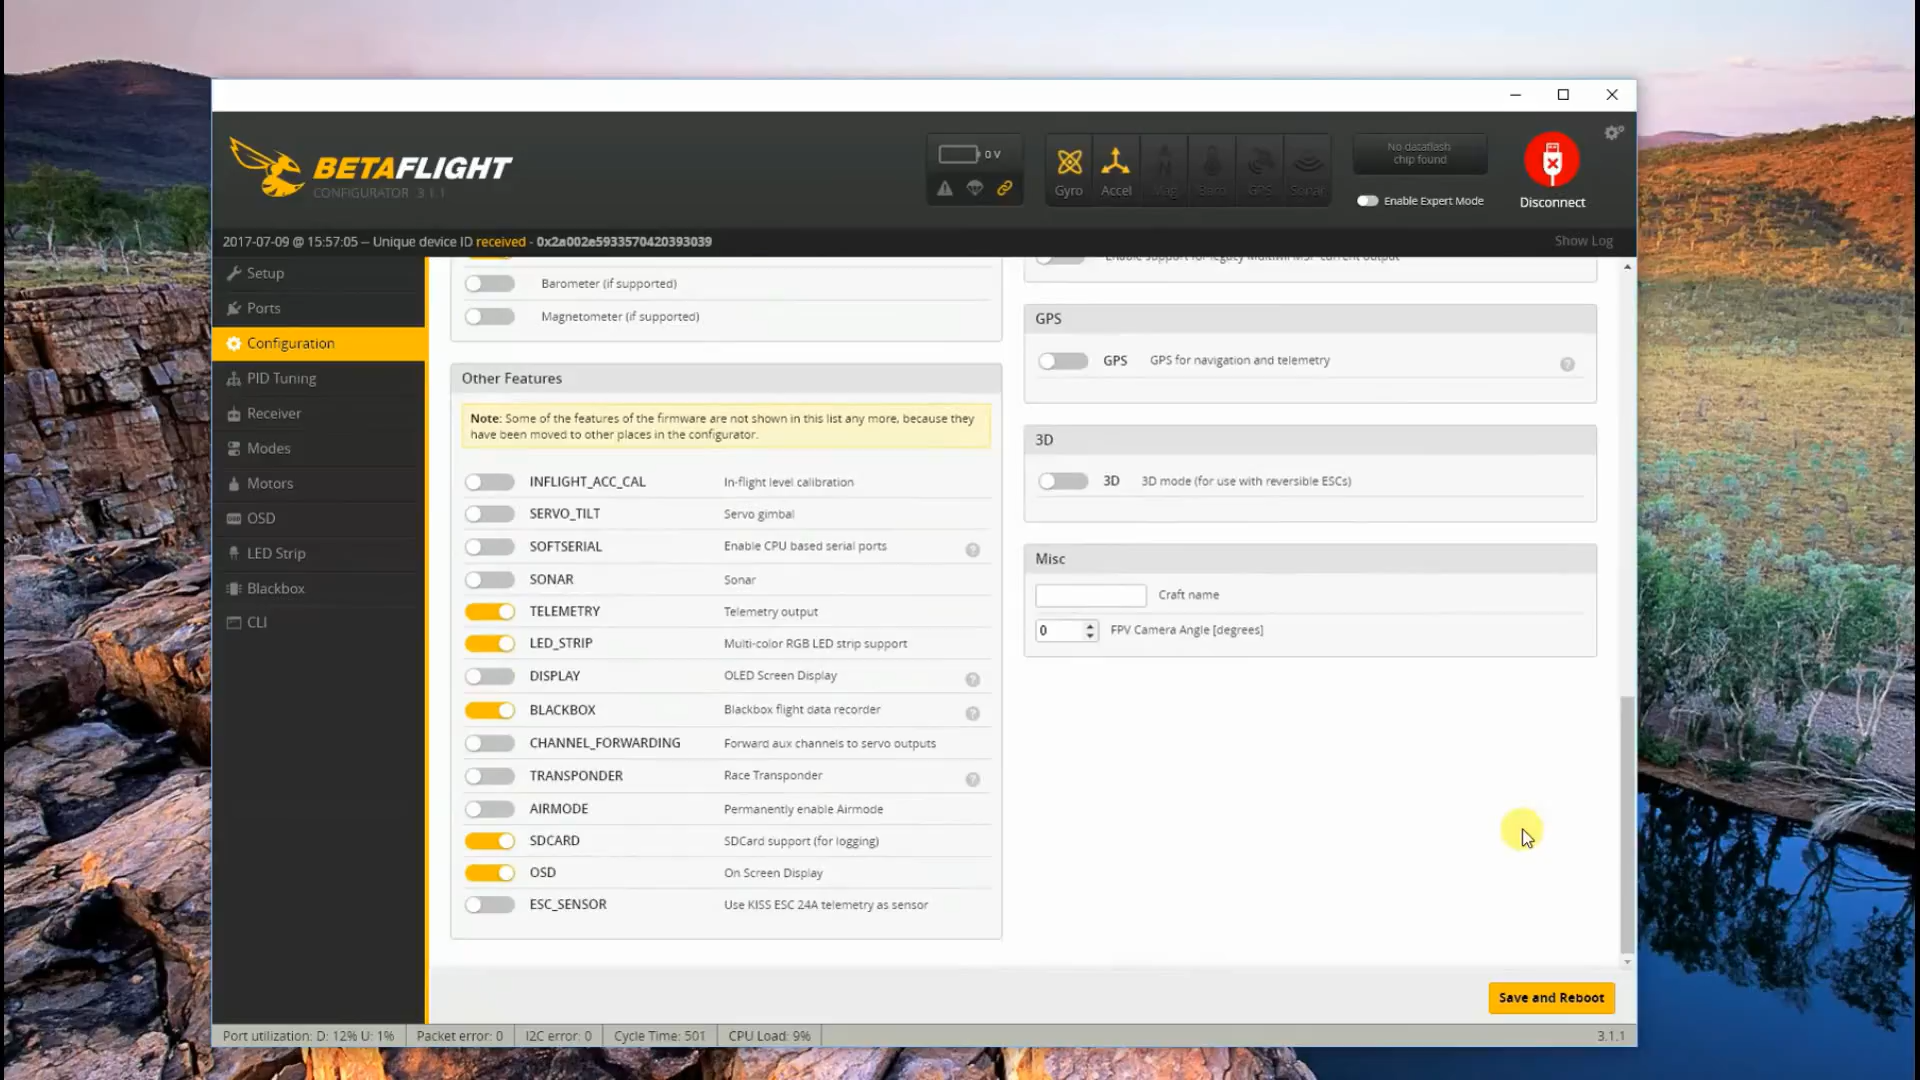 BETAFLIGHT
CONFIGURATOR 3.1.1
0 V
Gyro
Accel
Mag
Baro
GPS
Sonar
No dataflash
chip found
Enable Expert Mode
Disconnect
2017-07-09 @ 15:57:05 -- Unique device ID received - 0x2a002e5933570420393039
Show Log
Setup
Ports
Configuration
PID Tuning
Receiver
Modes
Motors
OSD
LED Strip
Blackbox
CLI
Barometer (if supported)
Magnetometer (if supported)
Other Features
Note: Some of the features of the firmware are not shown in this list any more, because they
have been moved to other places in the configurator.
INFLIGHT_ACC_CAL In-flight level calibration
SERVO_TILT Servo gimbal
SOFTSERIAL Enable CPU based serial ports ?
SONAR Sonar
TELEMETRY Telemetry output
LED_STRIP Multi-color RGB LED strip support
DISPLAY OLED Screen Display ?
BLACKBOX Blackbox flight data recorder ?
CHANNEL_FORWARDING Forward aux channels to servo outputs
TRANSPONDER Race Transponder ?
AIRMODE Permanently enable Airmode
SDCARD SDCard support (for logging)
OSD On Screen Display
ESC_SENSOR Use KISS ESC 24A telemetry as sensor
Enable support for legacy Multiwii MSP current output
GPS
GPS GPS for navigation and telemetry ?
3D
3D 3D mode (for use with reversible ESCs)
Misc
Craft name
0 FPV Camera Angle [degrees]
Save and Reboot
Port utilization: D: 12% U: 1% Packet error: 0 I2C error: 0 Cycle Time: 501 CPU Load: 9% 3.1.1